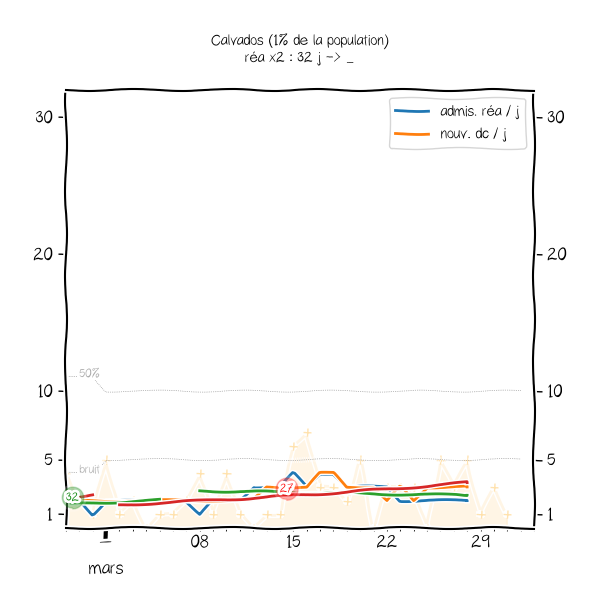 Calvados (1% de la population)
réa x2 : 32 j -> _
admis. réa / j
nouv. dc / j
30
30
20
20
50%
10
10
5
5
bruit
32
27
1
1
08
15
22
29
mars